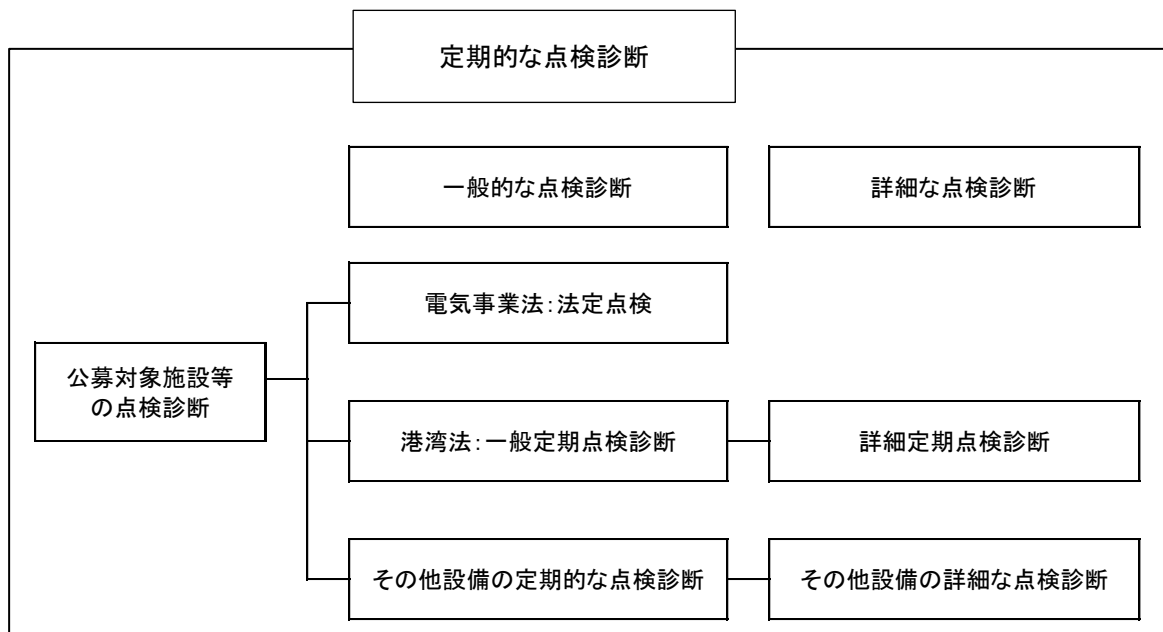 定期的な点検診断
一般的な点検診断
詳細な点検診断
電気事業法：法定点検
公募対象施設等
の点検診断
港湾法：一般定期点検診断
詳細定期点検診断
その他設備の定期的な点検診断
その他設備の詳細な点検診断